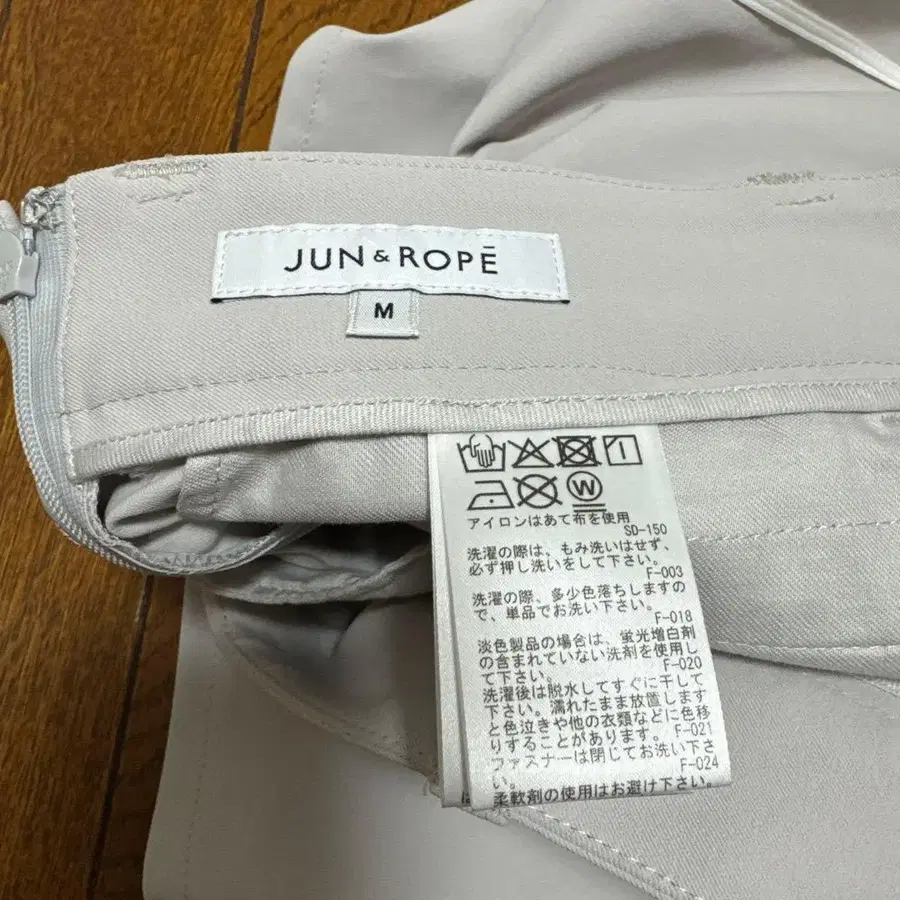 JUN & ROPÉ
M
W
アイロンはあて布を使用
SD-150
洗濯の際は、もみ洗いはせず、
必ず押し洗いをして下さい。
F-003
洗濯の際、多少色落ちしますの
で、単品でお洗い下さい。
F-018
淡色製品の場合は、蛍光増白剤
の含まれていない洗剤を使用し
て下さい。
F-020
洗濯後は脱水してすぐに干して
下さい。濡れたまま放置します
と色泣きや他の衣類などに色移
りすることがあります。
F-021
ファスナーは閉じてお洗い下さ
い。
F-024
柔軟剤の使用はお避け下さい。